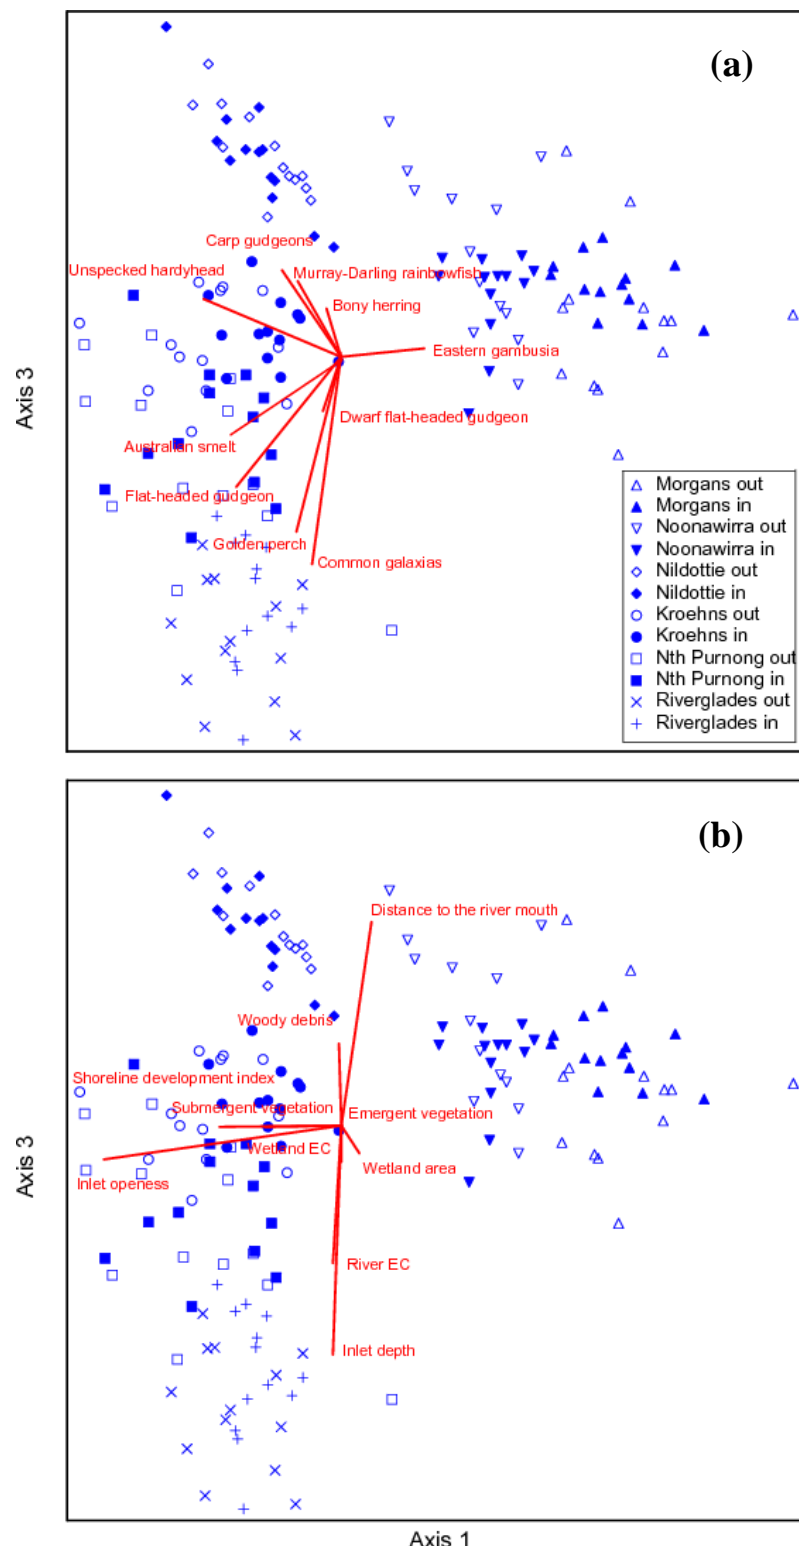 (a)
Carp gudgeons
Unspecked hardyhead
Murray-Darling rainbowfish
Bony herring
Eastern gambusia
Axis 3
Dwarf flat-headed gudgeon
Australian smelt
Flat-headed gudgeon
Golden perch
Common galaxias
Morgans out
Morgans in
Noonawirra out
Noonawirra in
Nildottie out
Nildottie in
Kroehns out
Kroehns in
Nth Purnong out
Nth Purnong in
Riverglades out
Riverglades in
(b)
Distance to the river mouth
Woody debris
Shoreline development index
Submergent vegetation
Emergent vegetation
Wetland EC
Wetland area
Inlet openess
Axis 3
River EC
Inlet depth
Axis 1